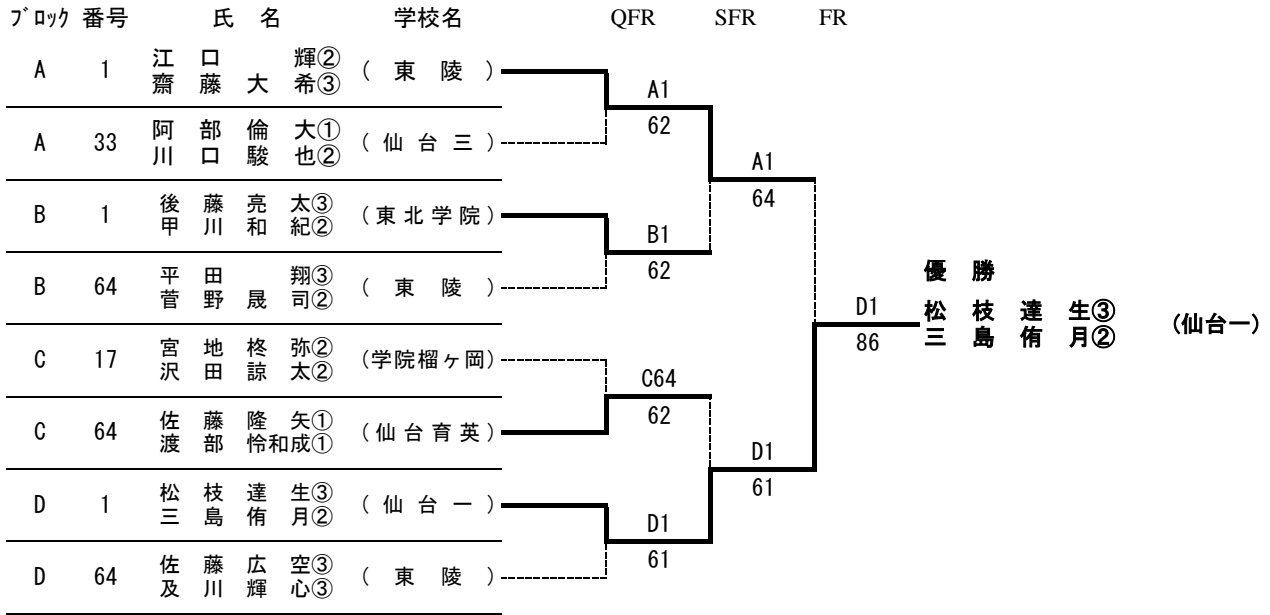 ブロック 番号 氏名 学校名 QFR SFR FR
A 1 江口輝② (東陵)
齋藤大希③
A1
62
A 33 阿部倫大① (仙台三)
川口駿也②
A1
64
B 1 後藤亮太③ (東北学院)
甲川和紀②
B1
62
B 64 平田翔③ (東陵)
菅野晟司②
優勝
D1 松枝達生③ (仙台一)
86 三島侑月②
C 17 宮地柊弥② (学院榴ヶ岡)
沢田諒太②
C64
62
C 64 佐藤隆矢① (仙台育英)
渡部怜和成①
D1
61
D 1 松枝達生③ (仙台一)
三島侑月②
D1
61
D 64 佐藤広空③ (東陵)
及川輝心③